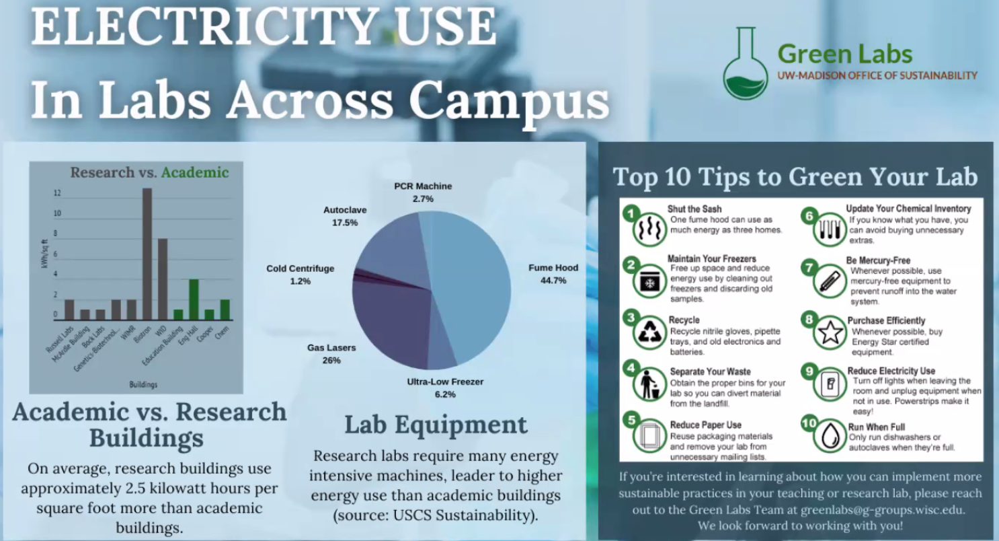 ELECTRICITY USE
In Labs Across Campus
Green Labs
UW-MADISON OFFICE OF SUSTAINABILITY
Research vs. Academic
12
10
8
6
4
2
0
kWh/sq ft
Russell Labs
McArdle Building
Bock Labs
Genetics-Biotechnol...
WIMR
Biotron
WID
Education Building
Eng Hall
Cooper
Chem
Buildings
Academic vs. Research
Buildings
On average, research buildings use
approximately 2.5 kilowatt hours per
square foot more than academic
buildings.
PCR Machine
2.7%
Autoclave
17.5%
Cold Centrifuge
1.2%
Fume Hood
44.7%
Gas Lasers
26%
Ultra-Low Freezer
6.2%
Lab Equipment
Research labs require many energy
intensive machines, leader to higher
energy use than academic buildings
(source: USCS Sustainability).
Top 10 Tips to Green Your Lab
1
Shut the Sash
One fume hood can use as
much energy as three homes.
2
Maintain Your Freezers
Free up space and reduce
energy use by cleaning out
freezers and discarding old
samples.
3
Recycle
Recycle nitrile gloves, pipette
trays, and old electronics and
batteries.
4
Separate Your Waste
Obtain the proper bins for your
lab so you can divert material
from the landfill.
5
Reduce Paper Use
Reuse packaging materials
and remove your lab from
unnecessary mailing lists.
6
Update Your Chemical Inventory
If you know what you have, you
can avoid buying unnecessary
extras.
7
Be Mercury-Free
Whenever possible, use
mercury-free equipment to
prevent runoff into the water
system.
8
Purchase Efficiently
Whenever possible, buy
Energy Star certified
equipment.
9
Reduce Electricity Use
Turn off lights when leaving the
room and unplug equipment when
not in use. Powerstrips make it
easy!
10
Run When Full
Only run dishwashers or
autoclaves when they're full.
If you're interested in learning about how you can implement more
sustainable practices in your teaching or research lab, please reach
out to the Green Labs Team at greenlabs@g-groups.wisc.edu.
We look forward to working with you!